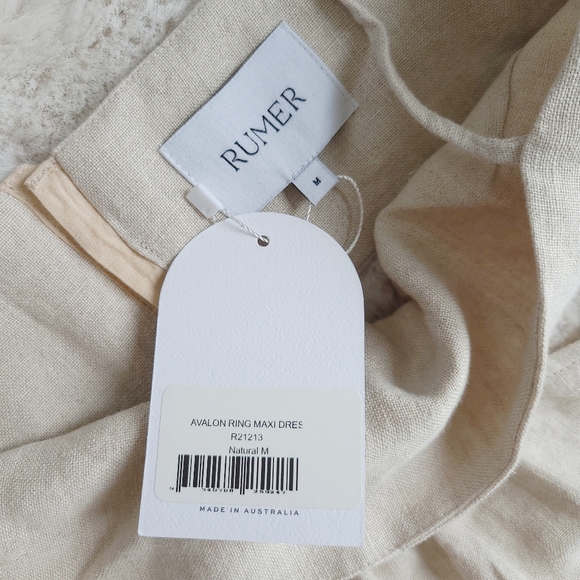 RUMER
M
AVALON RING MAXI DRES
R21213
Natural M
MADE IN AUSTRALIA